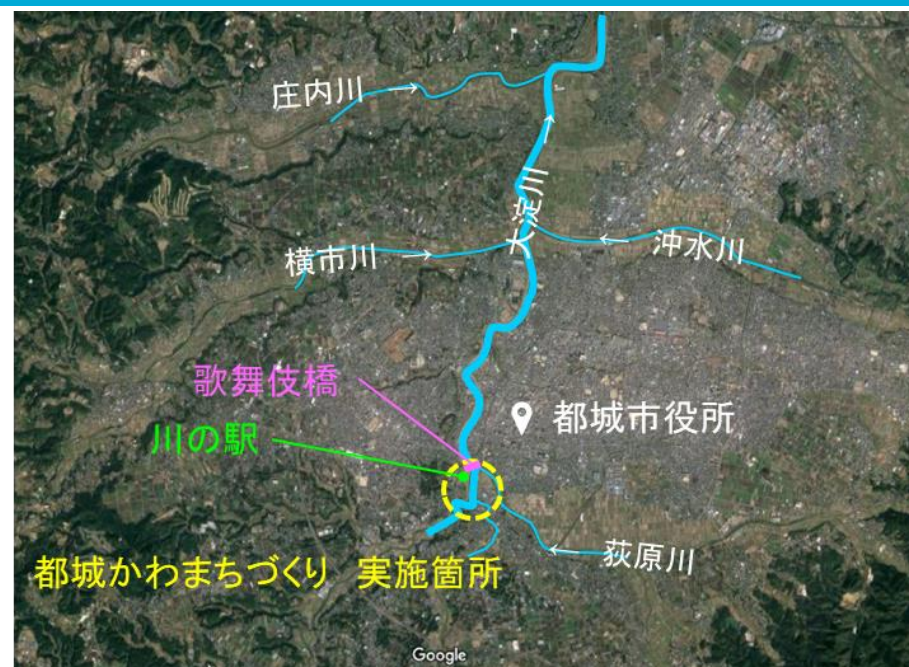 庄内川
大淀川
横市川
沖水川
歌舞伎橋
都城市役所
川の駅
荻原川
都城かわまちづくり 実施箇所
Google